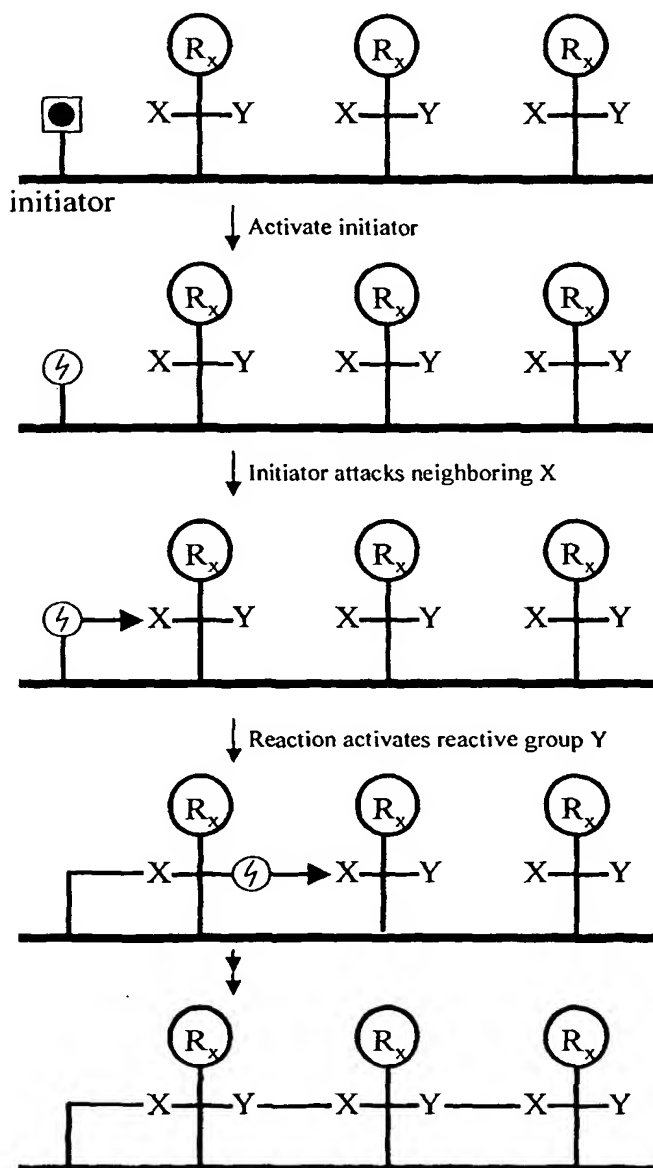 Rx Rx Rx
X Y X Y X Y
initiator
Activate initiator
Rx Rx Rx
X Y X Y X Y
Initiator attacks neighboring X
Rx Rx Rx
X Y X Y X Y
Reaction activates reactive group Y
Rx Rx Rx
X X Y X Y
Rx Rx Rx
X Y X Y X